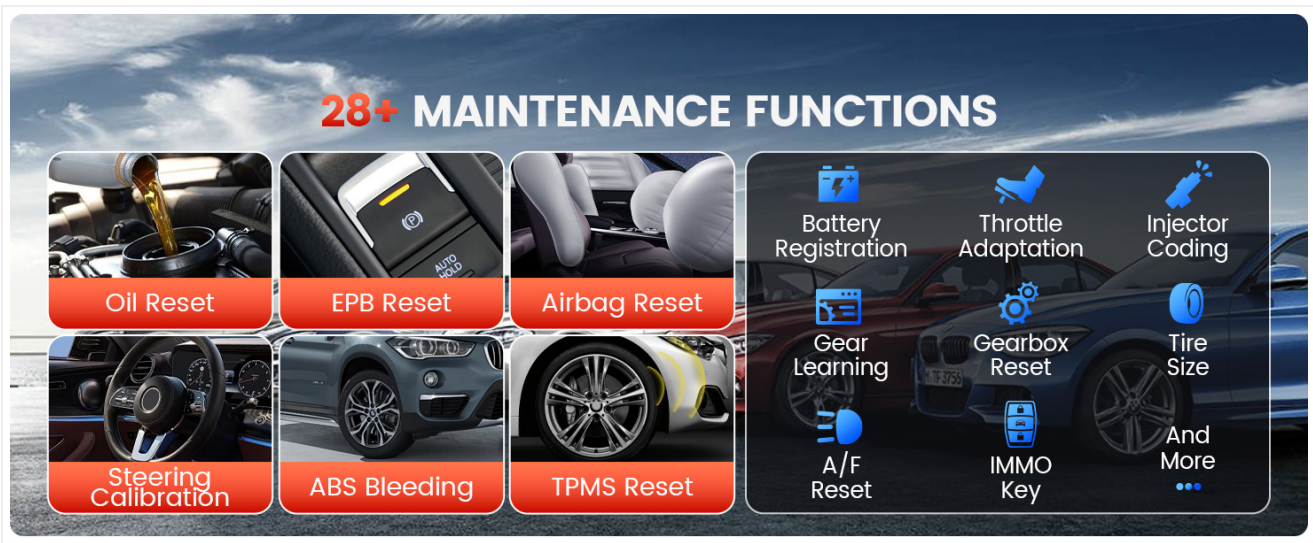 28+ MAINTENANCE FUNCTIONS
Oil Reset
EPB Reset
Airbag Reset
Steering
Calibration
ABS Bleeding
TPMS Reset
Battery
Registration
Throttle
Adaptation
Injector
Coding
Gear
Learning
Gearbox
Reset
Tire
Size
A/F
Reset
IMMO
Key
And
More
(P)
AUTO
HOLD